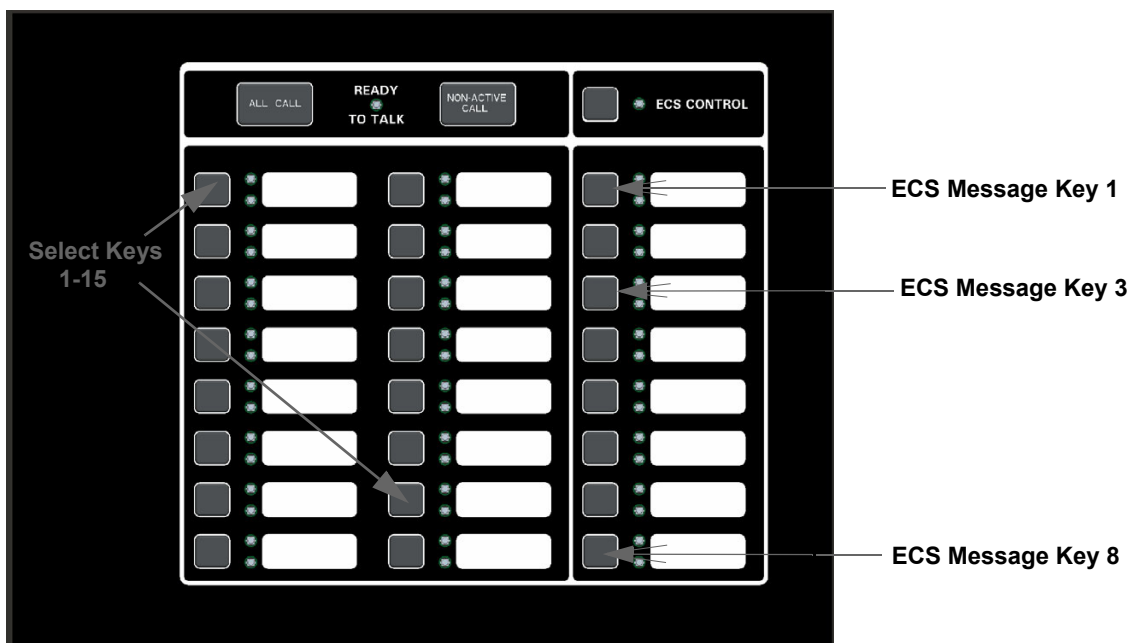 ALL CALL
READY
TO TALK
NON-ACTIVE
CALL
ECS CONTROL
ECS Message Key 1
Select Keys
1-15
ECS Message Key 3
ECS Message Key 8